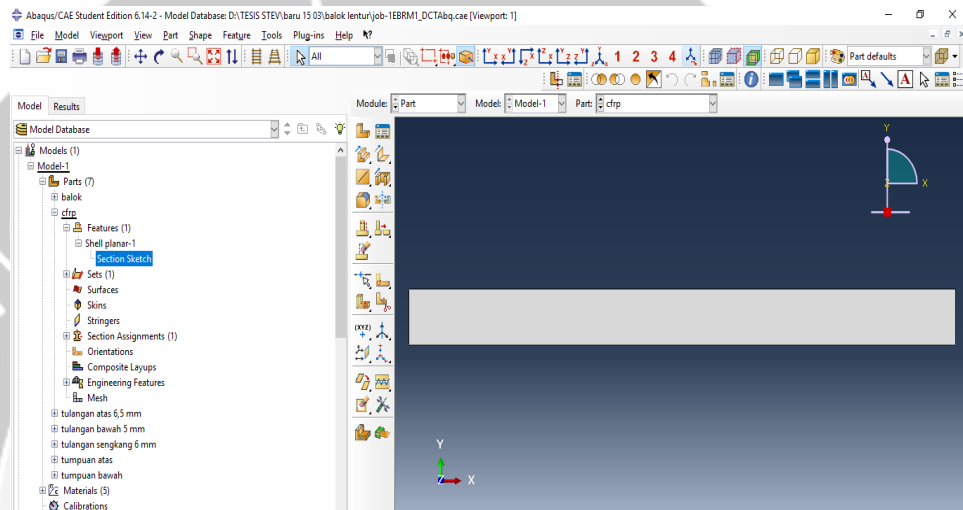 Abaqus/CAE Student Edition 6.14-2 - Model Database: D:\TESIS STEV\baru 15 03\balok lentur\job-1EBRM1_DCTAbq.cae [Viewport: 1]
File Model Viewport View Part Shape Feature Tools Plug-ins Help
All
1 2 3 4
Part defaults
Model Results
Module: Part Model: Model-1 Part: cfrp
Model Database
Models (1)
Model-1
Parts (7)
balok
cfrp
Features (1)
Shell planar-1
Section Sketch
Sets (1)
Surfaces
Skins
Stringers
Section Assignments (1)
Orientations
Composite Layups
Engineering Features
Mesh
tulangan atas 6,5 mm
tulangan bawah 5 mm
tulangan sengkang 6 mm
tumpuan atas
tumpuan bawah
Materials (5)
Calibrations
(XYZ)
Y
Z
X
Y
Z
X